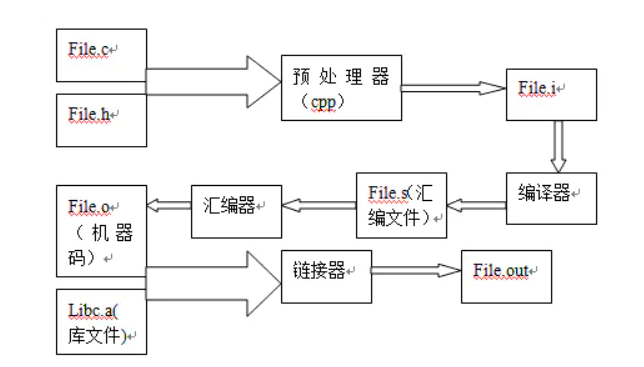 File.c
File.h
预处理器
（cpp）
File.i
编译器
File.s(汇
编文件）
汇编器
File.o
（机器
码）
Libc.a(
库文件)
链接器
File.out